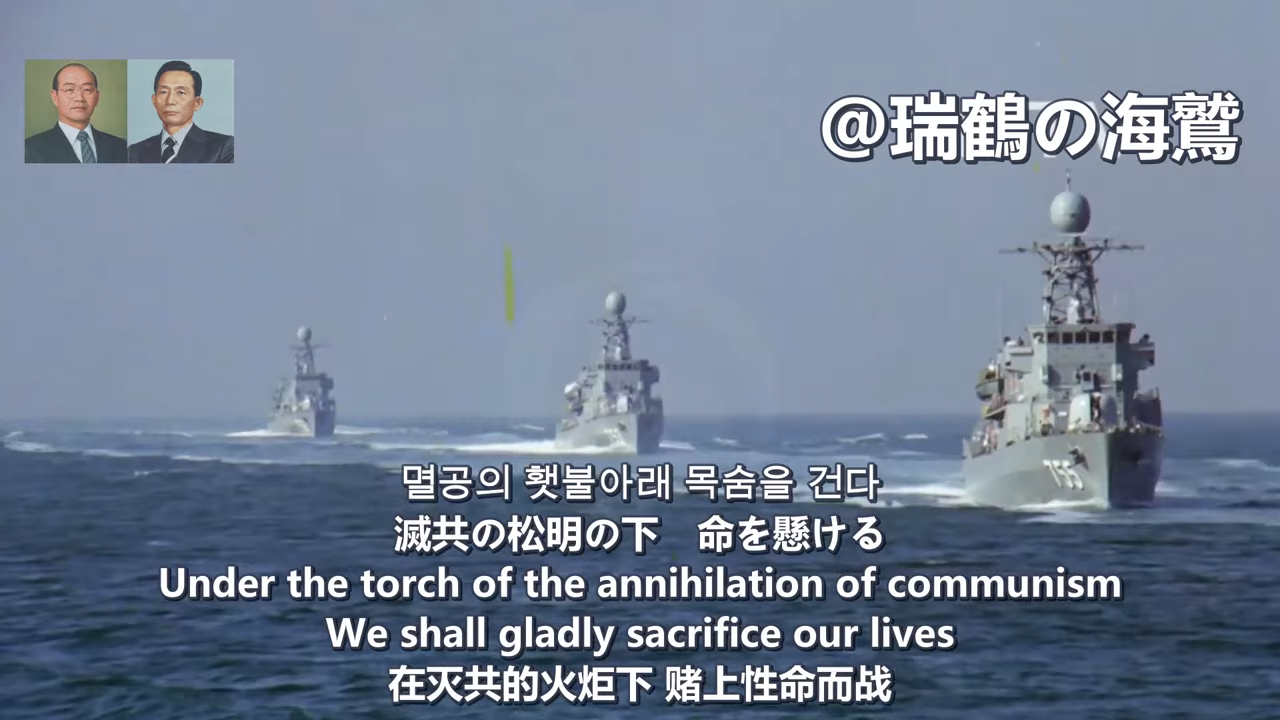 @瑞鶴の海鷲
755
멸공의 횃불아래 목숨을 건다
滅共の松明の下　命を懸ける
Under the torch of the annihilation of communism
We shall gladly sacrifice our lives
在灭共的火炬下 赌上性命而战